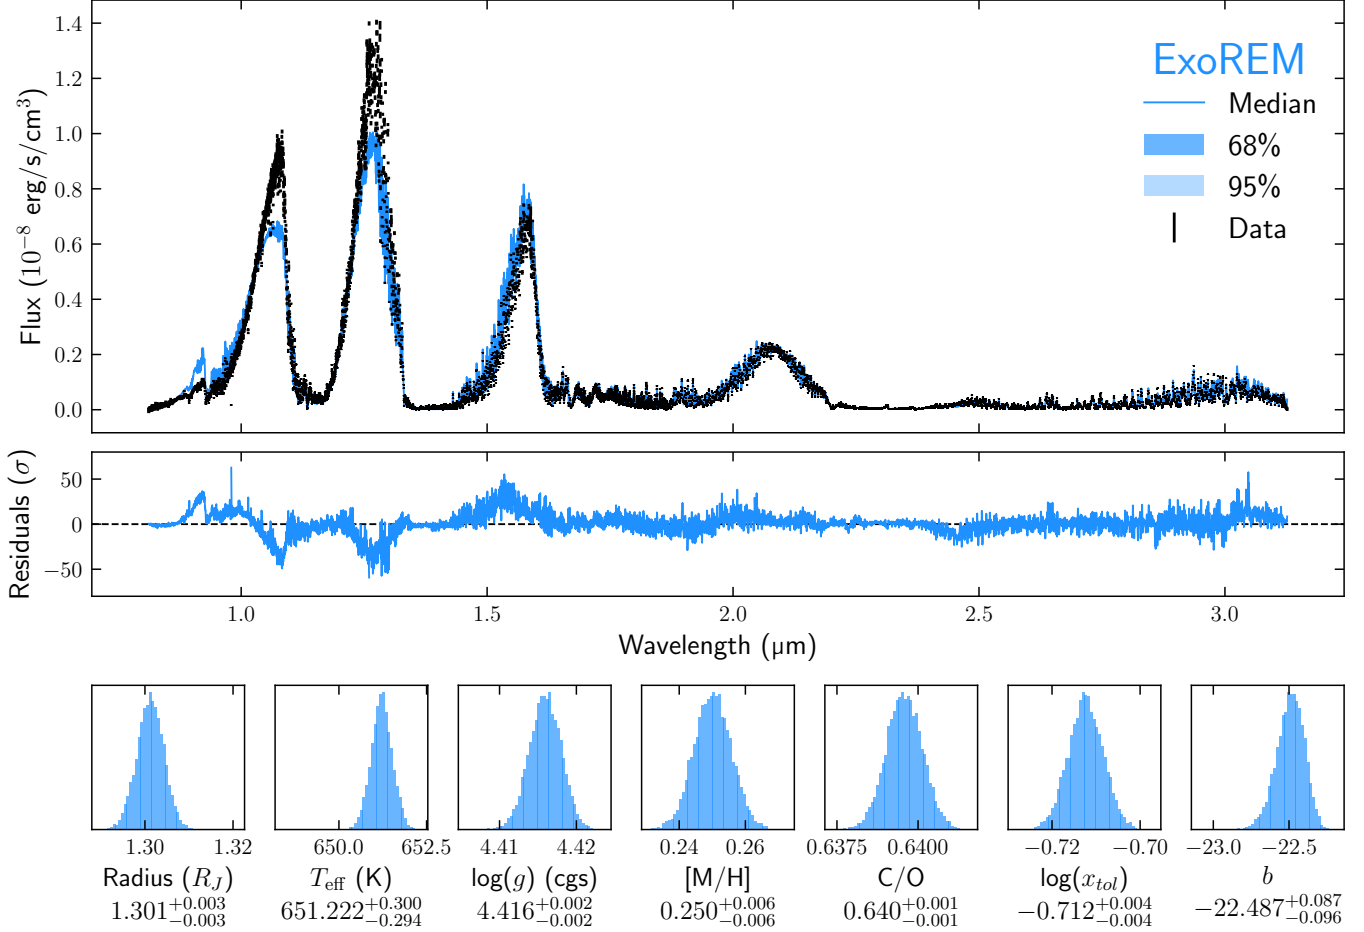 ExoREM
Median
68%
95%
Data
Flux (10⁻⁸ erg/s/cm³)
1.4
1.2
1.0
0.8
0.6
0.4
0.2
0.0
Residuals (σ)
50
0
−50
1.0 1.5 2.0 2.5 3.0
Wavelength (μm)
1.30 1.32 650.0 652.5 4.41 4.42 0.24 0.26 0.6375 0.6400 −0.72 −0.70 −23.0 −22.5
Radius (R_J) T_eff (K) log(g) (cgs) [M/H] C/O log(x_tol) b
1.301^{+0.003}_{−0.003} 651.222^{+0.300}_{−0.294} 4.416^{+0.002}_{−0.002} 0.250^{+0.006}_{−0.006} 0.640^{+0.001}_{−0.001} −0.712^{+0.004}_{−0.004} −22.487^{+0.087}_{−0.096}